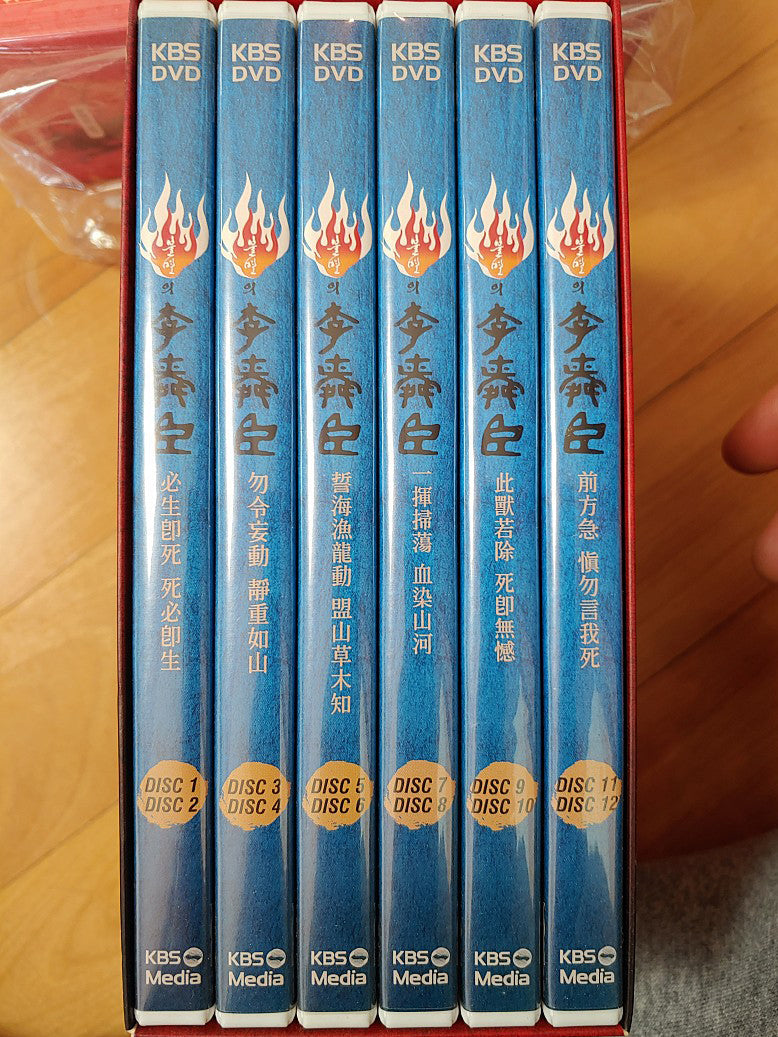 KBS
DVD
불멸의
李舜臣
必生卽死 死必卽生
DISC 1
DISC 2
KBS
Media
KBS
DVD
불멸의
李舜臣
勿令妄動 靜重如山
DISC 3
DISC 4
KBS
Media
KBS
DVD
불멸의
李舜臣
誓海漁龍動 盟山草木知
DISC 5
DISC 6
KBS
Media
KBS
DVD
불멸의
李舜臣
一揮掃蕩 血染山河
DISC 7
DISC 8
KBS
Media
KBS
DVD
불멸의
李舜臣
此獸若除 死卽無憾
DISC 9
DISC 10
KBS
Media
KBS
DVD
불멸의
李舜臣
前方急 愼勿言我死
DISC 11
DISC 12
KBS
Media